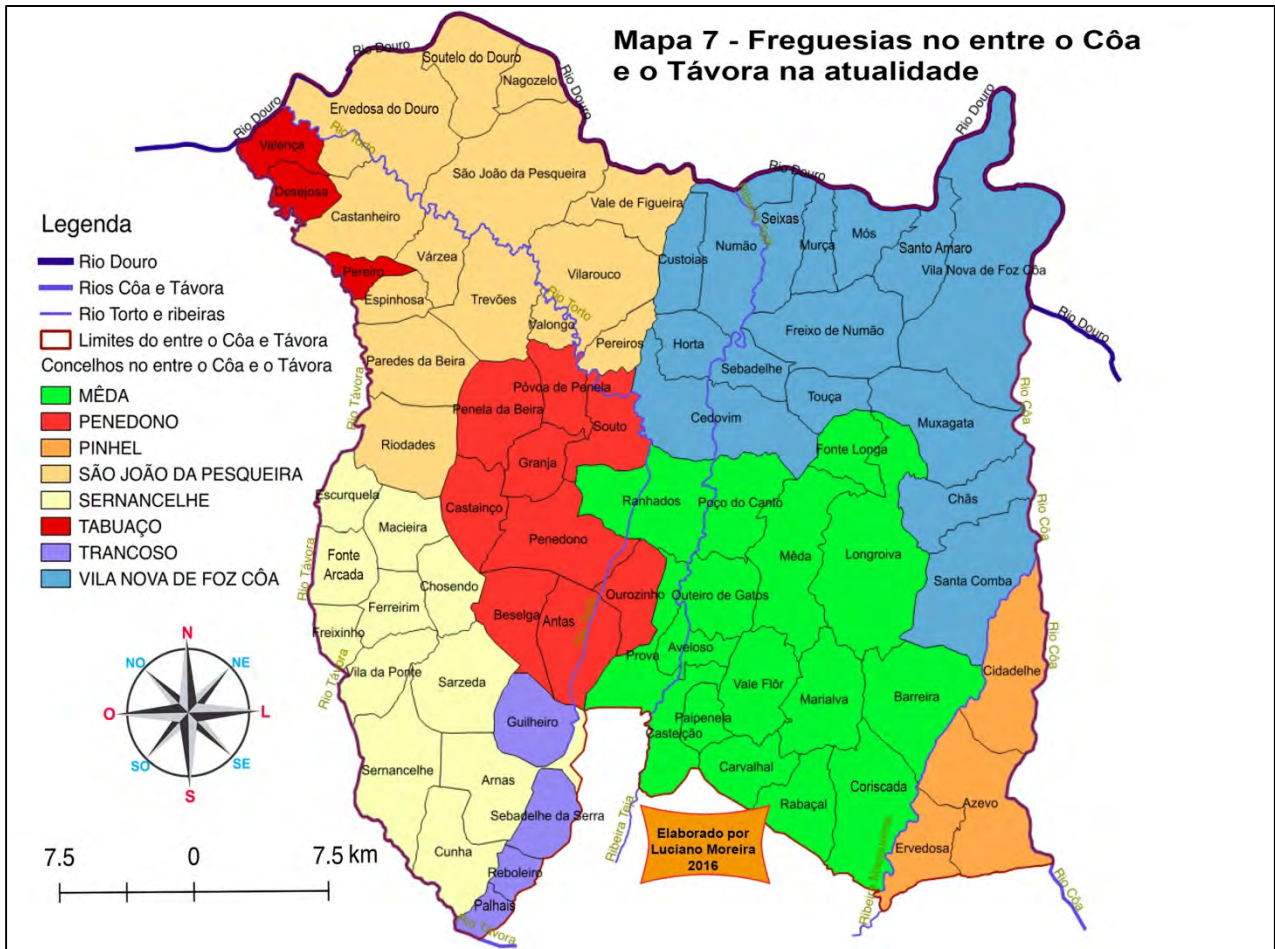 Mapa 7 - Freguesias no entre o Côa
e o Távora na atualidade
Rio Douro
Rio Douro
Rio Douro
Rio Douro
Rio Douro
Rio Douro
Rio Douro
Soutelo do Douro
Nagozelo
Ervedosa do Douro
Rio Torto
Valença
Desejosa
São João da Pesqueira
Castanheiro
Vale de Figueira
Várzea
Pereiro
Espinhosa
Trevões
Vilarouco
Rio Torto
Valongo
Pereiros
Paredes da Beira
Riodades
Custoias
Numão
Seixas
Murça
Mós
Santo Amaro
Vila Nova de Foz Côa
Horta
Freixo de Numão
Sebadelhe
Touça
Cedovim
Muxagata
Chãs
Santa Comba
Póvoa de Penela
Penela da Beira
Souto
Granja
Castainço
Penedono
Ourozinho
Beselga
Antas
Fonte Longa
Ranhados
Poço do Canto
Mêda
Longroiva
Outeiro de Gatos
Prova
Aveloso
Vale Flôr
Marialva
Barreira
Paipenela
Casteição
Carvalhal
Rabaçal
Coriscada
Cidadelhe
Azevo
Ervedosa
Escurquela
Macieira
Fonte
Arcada
Chosendo
Ferreirim
Freixinho
Vila da Ponte
Sarzeda
Guilheiro
Sernancelhe
Arnas
Sebadelhe da Serra
Cunha
Reboleiro
Palhais
Rio Távora
Rio Távora
Rio Távora
Rio Távora
Rio Côa
Rio Côa
Rio Côa
Rio Côa
Ribeira Teja
Legenda
Rio Douro
Rios Côa e Távora
Rio Torto e ribeiras
Limites do entre o Côa e Távora
Concelhos no entre o Côa e o Távora
MÊDA
PENEDONO
PINHEL
SÃO JOÃO DA PESQUEIRA
SERNANCELHE
TABUAÇO
TRANCOSO
VILA NOVA DE FOZ CÔA
N
NO
NE
O
L
SO
SE
S
7.5 0 7.5 km
Elaborado por
Luciano Moreira
2016